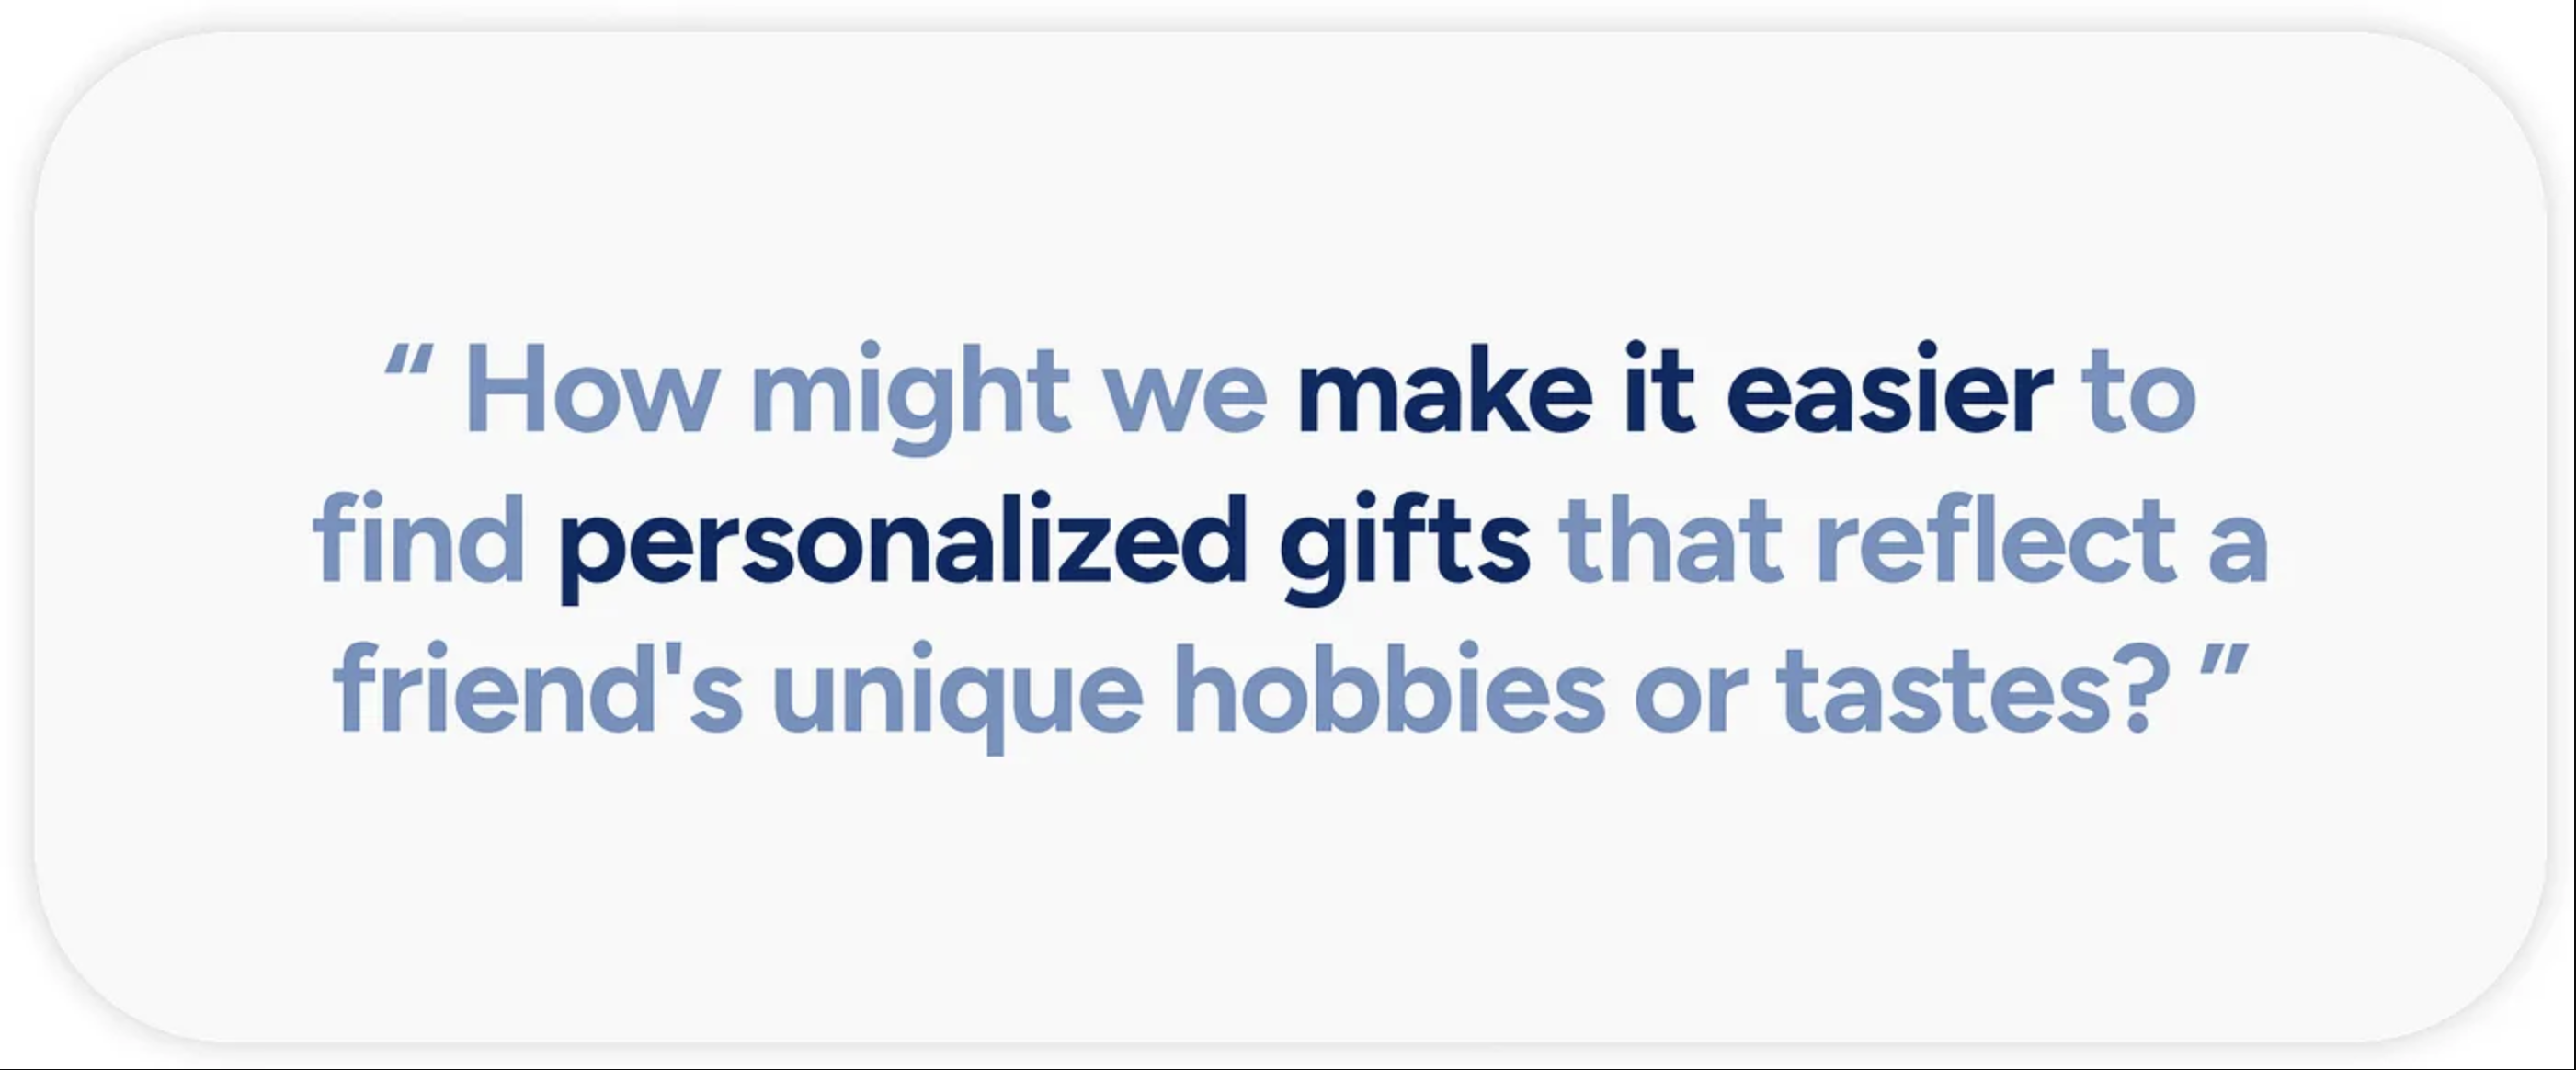 “ How might we make it easier to
find personalized gifts that reflect a
friend's unique hobbies or tastes? ”